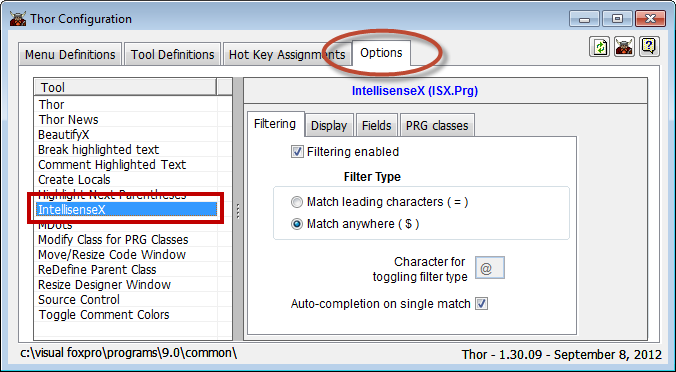 Thor Configuration
Menu Definitions Tool Definitions Hot Key Assignments Options
Tool
Thor
Thor News
BeautifyX
Break highlighted text
Comment Highlighted Text
Create Locals
Highlight Next Parentheses
IntellisenseX
MDots
Modify Class for PRG Classes
Move/Resize Code Window
ReDefine Parent Class
Resize Designer Window
Source Control
Toggle Comment Colors
IntellisenseX (ISX.Prg)
Filtering Display Fields PRG classes
Filtering enabled
Filter Type
Match leading characters ( = )
Match anywhere ( $ )
Character for
toggling filter type
@
Auto-completion on single match
c:\visual foxpro\programs\9.0\common\
Thor - 1.30.09 - September 8, 2012